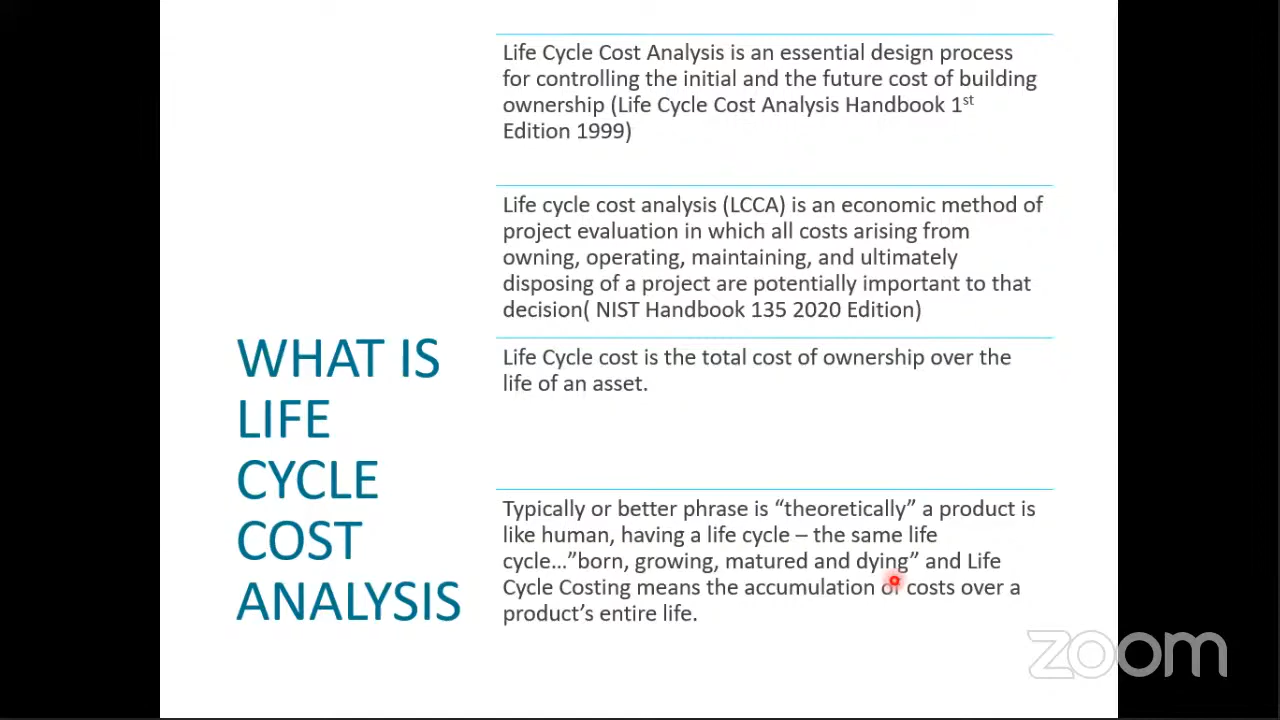 Life Cycle Cost Analysis is an essential design process
for controlling the initial and the future cost of building
ownership (Life Cycle Cost Analysis Handbook 1st
Edition 1999)
Life cycle cost analysis (LCCA) is an economic method of
project evaluation in which all costs arising from
owning, operating, maintaining, and ultimately
disposing of a project are potentially important to that
decision( NIST Handbook 135 2020 Edition)
WHAT IS
LIFE
CYCLE
COST
ANALYSIS
Life Cycle cost is the total cost of ownership over the
life of an asset.
Typically or better phrase is “theoretically” a product is
like human, having a life cycle – the same life
cycle…”born, growing, matured and dying” and Life
Cycle Costing means the accumulation of costs over a
product’s entire life.
zoom